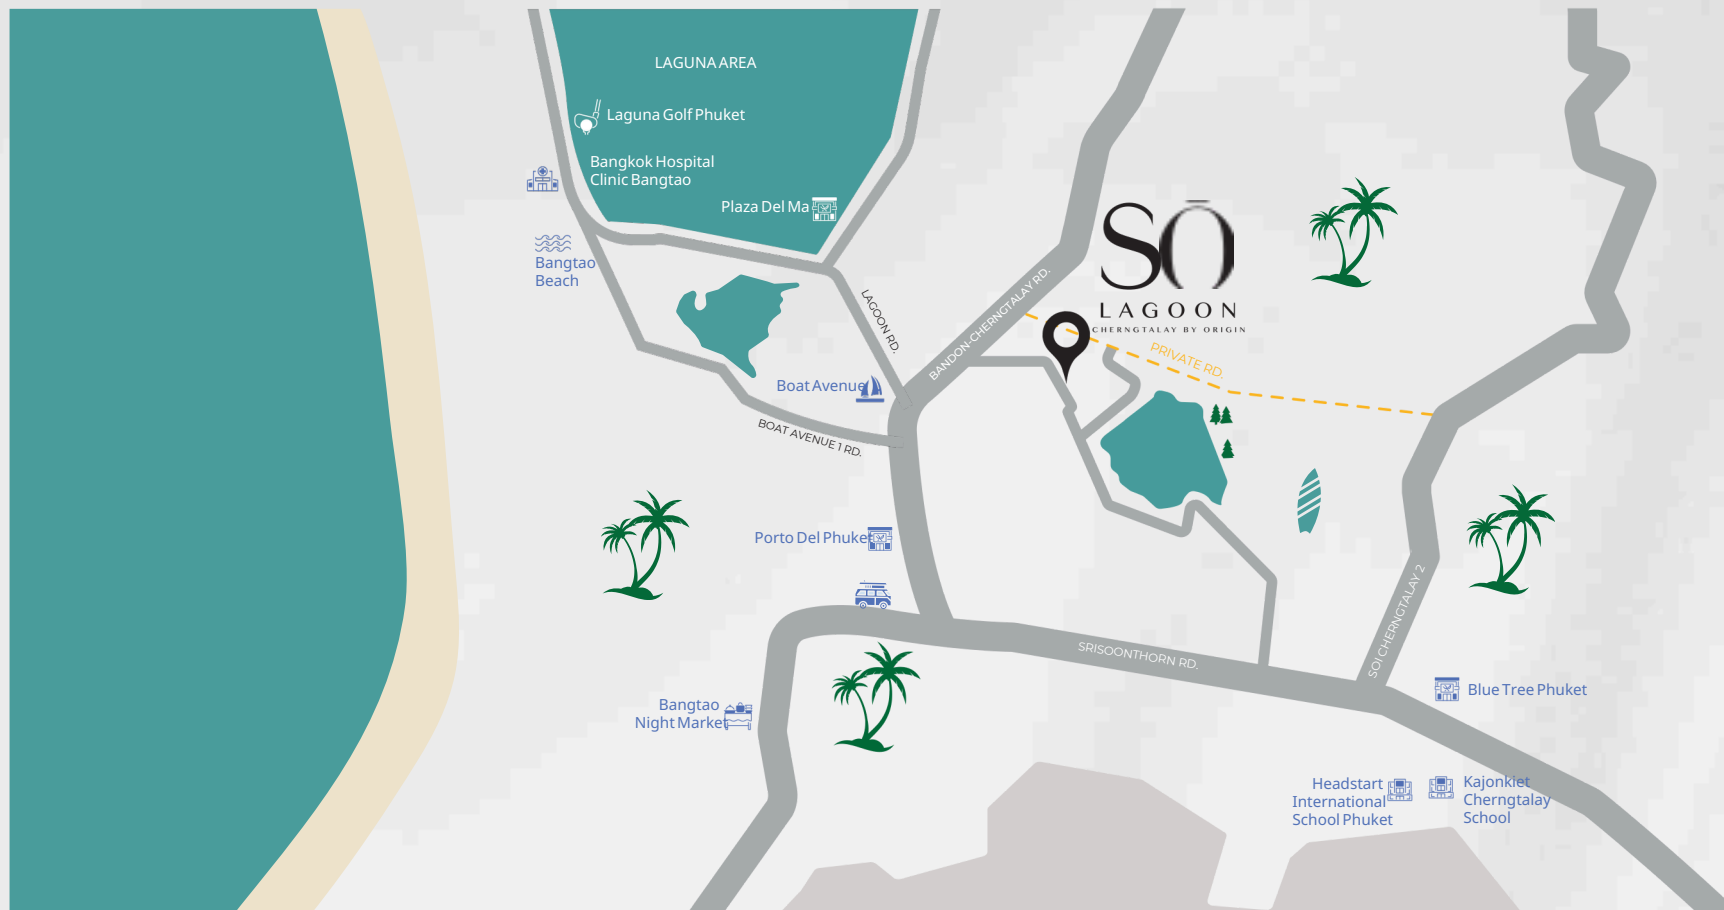 LAGUNA AREA
Laguna Golf Phuket
Bangkok Hospital
Clinic Bangtao
Plaza Del Ma
Bangtao
Beach
LAGOON RD.
BANDON-CHERNGTALAY RD.
SŌ
LAGOON
CHERNGTALAY BY ORIGIN
PRIVATE RD.
Boat Avenue
BOAT AVENUE 1 RD.
Porto Del Phuket
SOI CHERNGTALAY 2
SRISOONTHORN RD.
Bangtao
Night Market
Blue Tree Phuket
Headstart
International
School Phuket
Kajonkiet
Cherngtalay
School